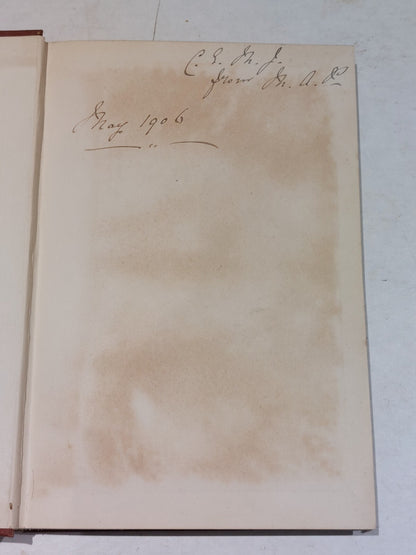 C. E. M. J.
from M. A. P.
May 1906